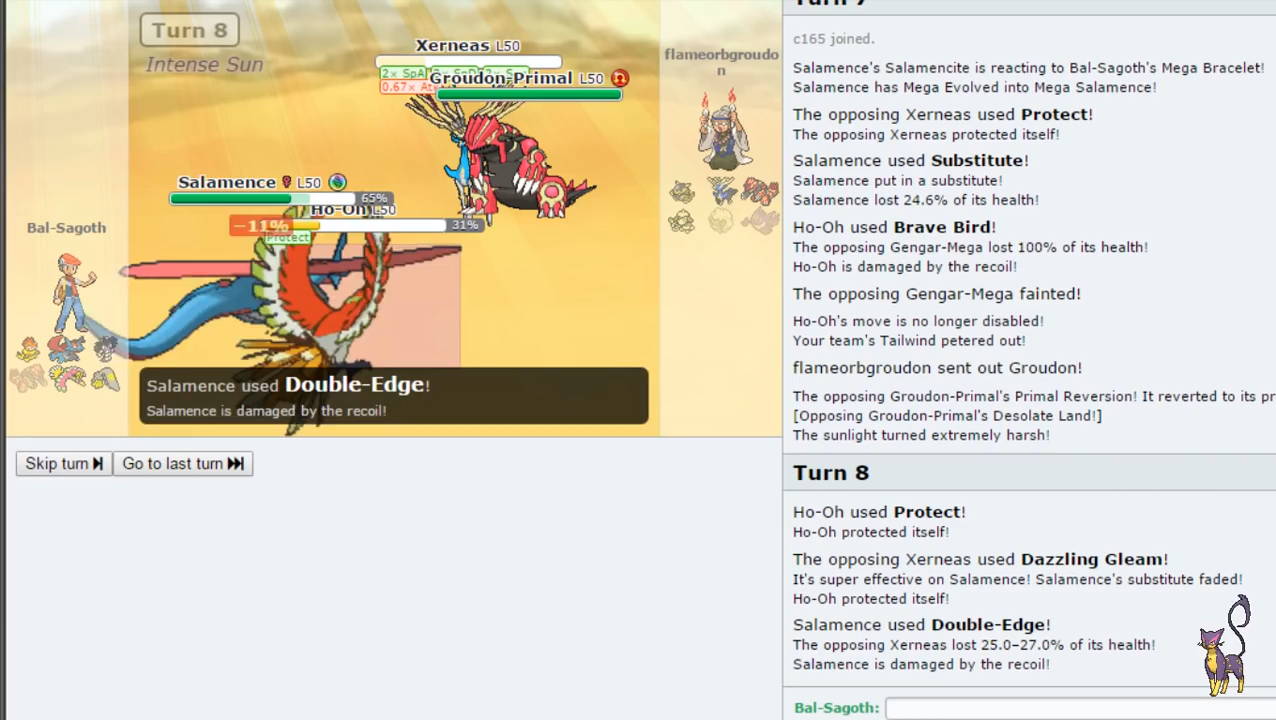 Turn 8
Intense Sun
Xerneas L50
Groudon-Primal L50
flameorbgroudo
n
Salamence L50
65%
Ho-Oh L50
−11%
31%
Protect
Bal-Sagoth
Salamence used Double-Edge!
Salamence is damaged by the recoil!
Skip turn
Go to last turn
c165 joined.
Salamence's Salamencite is reacting to Bal-Sagoth's Mega Bracelet!
Salamence has Mega Evolved into Mega Salamence!
The opposing Xerneas used Protect!
The opposing Xerneas protected itself!
Salamence used Substitute!
Salamence put in a substitute!
Salamence lost 24.6% of its health!
Ho-Oh used Brave Bird!
The opposing Gengar-Mega lost 100% of its health!
Ho-Oh is damaged by the recoil!
The opposing Gengar-Mega fainted!
Ho-Oh's move is no longer disabled!
Your team's Tailwind petered out!
flameorbgroudon sent out Groudon!
The opposing Groudon-Primal's Primal Reversion! It reverted to its pr
[Opposing Groudon-Primal's Desolate Land!]
The sunlight turned extremely harsh!
Turn 8
Ho-Oh used Protect!
Ho-Oh protected itself!
The opposing Xerneas used Dazzling Gleam!
It's super effective on Salamence! Salamence's substitute faded!
Ho-Oh protected itself!
Salamence used Double-Edge!
The opposing Xerneas lost 25.0–27.0% of its health!
Salamence is damaged by the recoil!
Bal-Sagoth: